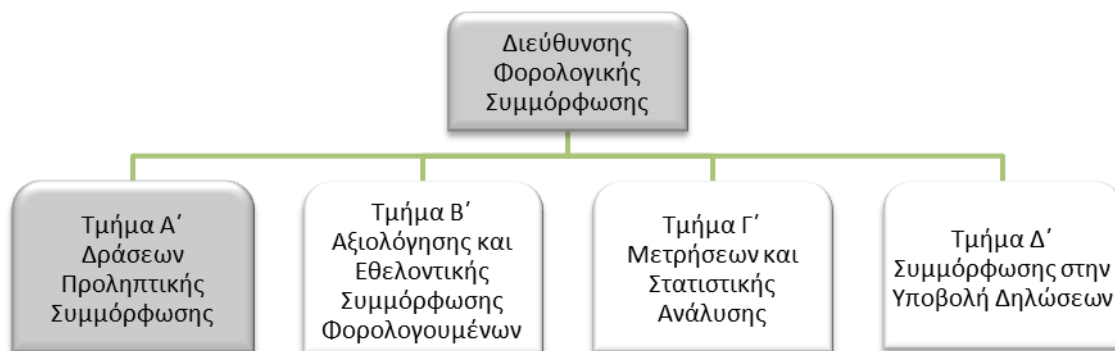 Διεύθυνσης
Φορολογικής
Συμμόρφωσης
Τμήμα Α΄
Δράσεων
Προληπτικής
Συμμόρφωσης
Τμήμα Β΄
Αξιολόγησης και
Εθελοντικής
Συμμόρφωσης
Φορολογουμένων
Τμήμα Γ΄
Μετρήσεων και
Στατιστικής
Ανάλυσης
Τμήμα Δ΄
Συμμόρφωσης στην
Υποβολή Δηλώσεων